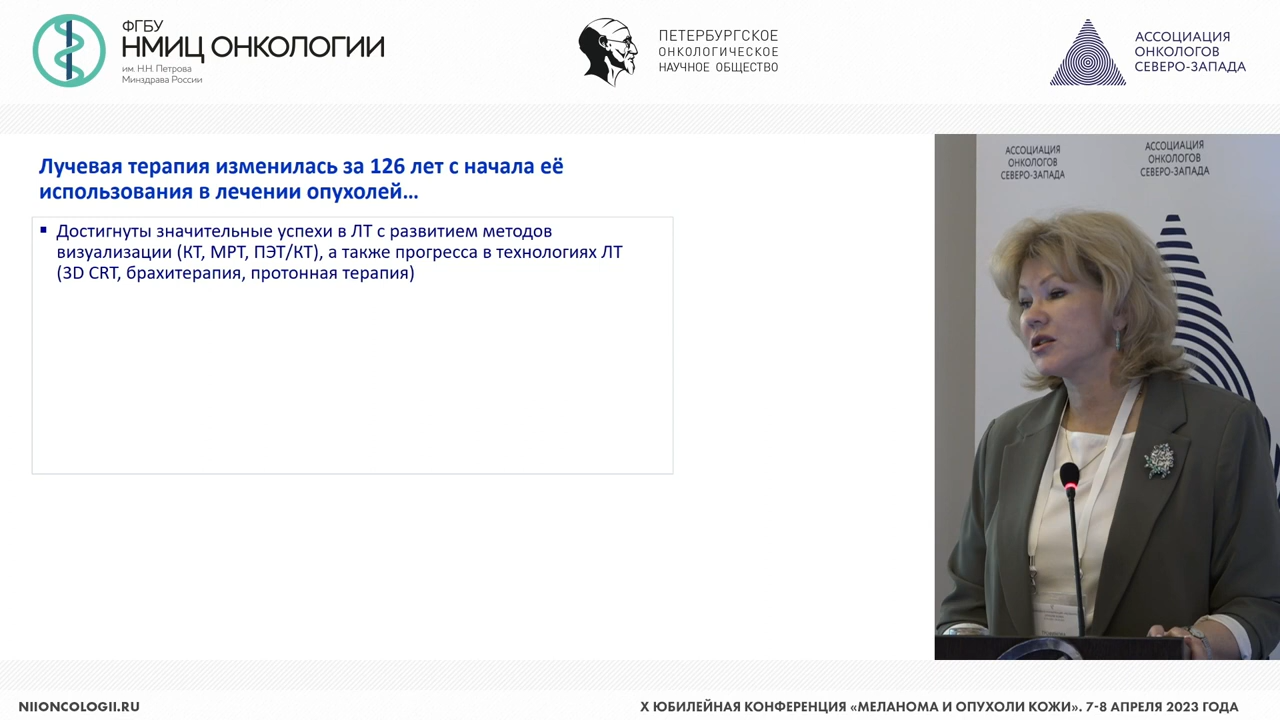 ФГБУ
НМИЦ ОНКОЛОГИИ
им. Н.Н. Петрова
Минздрава России
ПЕТЕРБУРГСКОЕ
ОНКОЛОГИЧЕСКОЕ
НАУЧНОЕ ОБЩЕСТВО
АССОЦИАЦИЯ
ОНКОЛОГОВ
СЕВЕРО-ЗАПАДА
Лучевая терапия изменилась за 126 лет с начала её
использования в лечении опухолей…
Достигнуты значительные успехи в ЛТ с развитием методов
визуализации (КТ, МРТ, ПЭТ/КТ), а также прогресса в технологиях ЛТ
(3D CRT, брахитерапия, протонная терапия)
АССОЦИАЦИЯ
ОНКОЛОГОВ
СЕВЕРО-ЗАПАДА
АССОЦИАЦИЯ
ОНКОЛОГОВ
СЕВЕРО-ЗАПАДА
NIIONCOLOGII.RU
X ЮБИЛЕЙНАЯ КОНФЕРЕНЦИЯ «МЕЛАНОМА И ОПУХОЛИ КОЖИ». 7-8 АПРЕЛЯ 2023 ГОДА